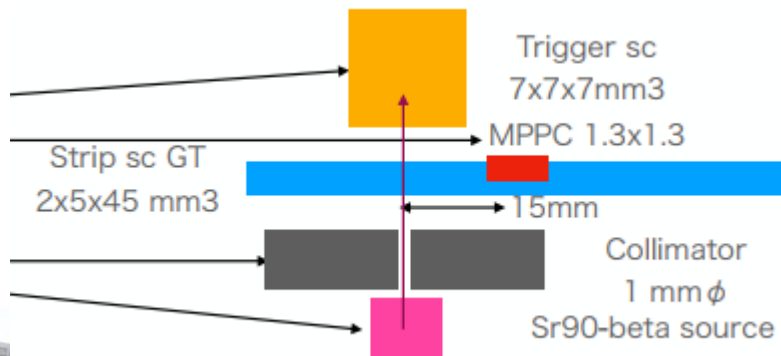 Trigger sc
7x7x7mm3
MPPC 1.3x1.3
Strip sc GT
2x5x45 mm3
15mm
Collimator
1 mmϕ
Sr90-beta source